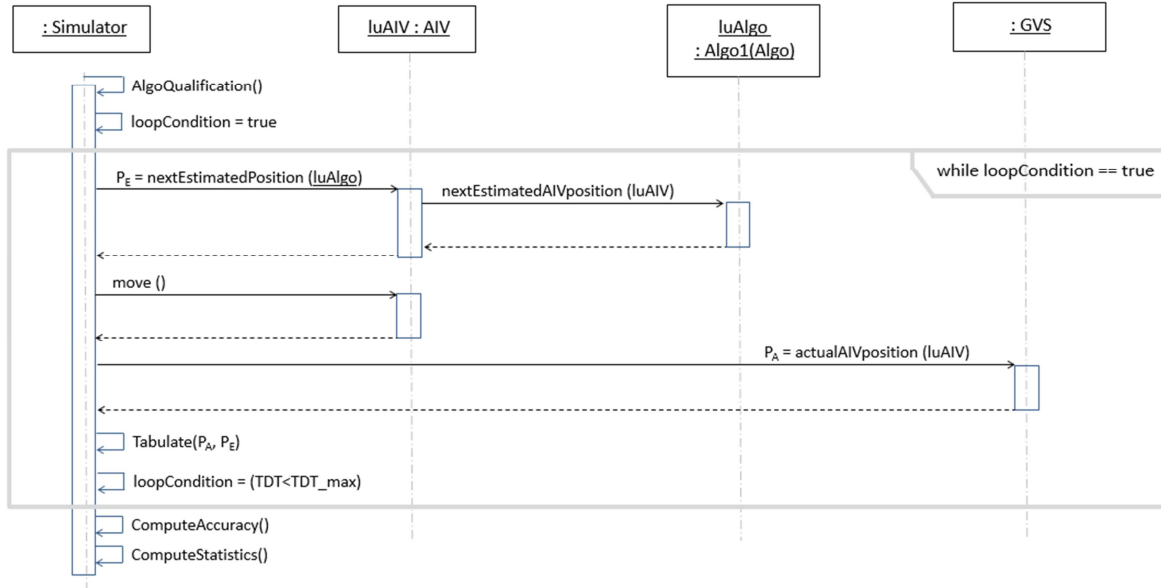 : Simulator
luAIV : AIV
luAlgo
: Algo1(Algo)
: GVS
AlgoQualification()
loopCondition = true
while loopCondition == true
PE = nextEstimatedPosition (luAlgo)
nextEstimatedAIVposition (luAIV)
move ()
PA = actualAIVposition (luAIV)
Tabulate(PA, PE)
loopCondition = (TDT<TDT_max)
ComputeAccuracy()
ComputeStatistics()